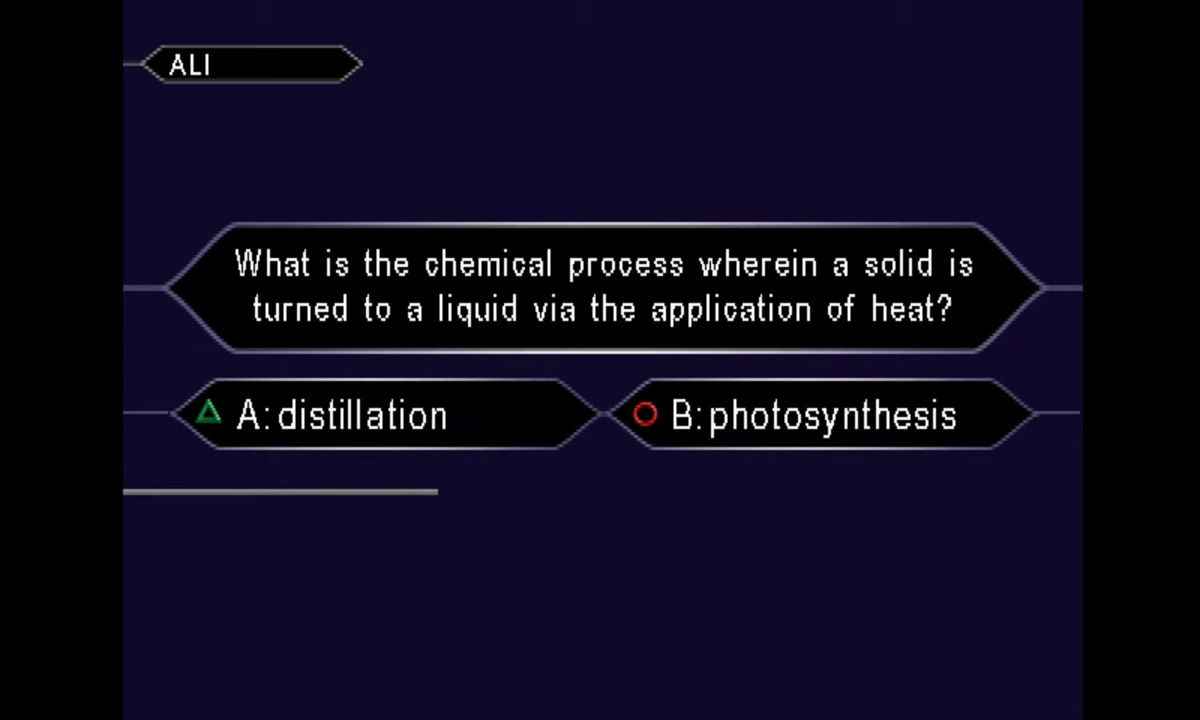 ALI
What is the chemical process wherein a solid is
turned to a liquid via the application of heat?
A: distillation
B: photosynthesis